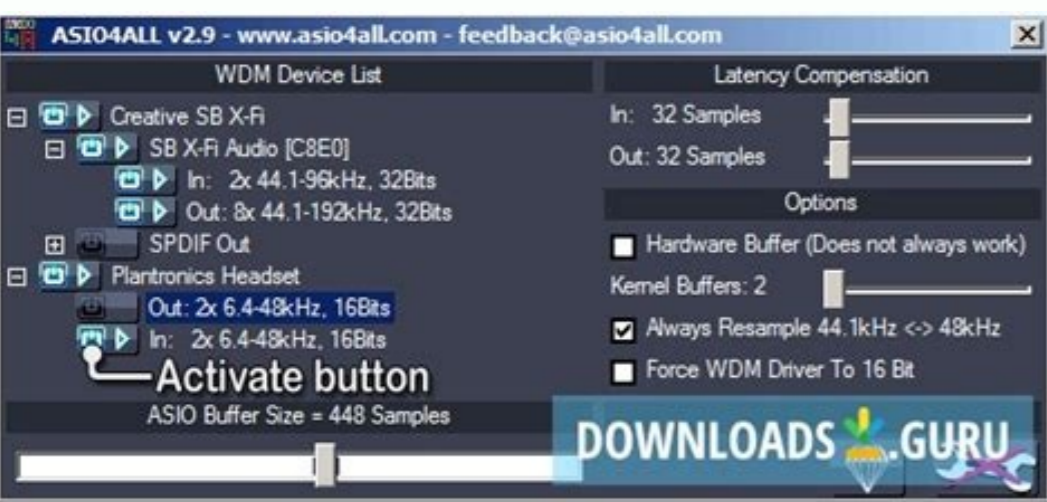 ASIO4ALL v2.9 - www.asio4all.com - feedback@asio4all.com
WDM Device List
Creative SB X-Fi
SB X-Fi Audio [C8E0]
In: 2x 44.1-96kHz, 32Bits
Out: 8x 44.1-192kHz, 32Bits
SPDIF Out
Plantronics Headset
Out: 2x 6.4-48kHz, 16Bits
In: 2x 6.4-48kHz, 16Bits
Activate button
ASIO Buffer Size = 448 Samples
Latency Compensation
In: 32 Samples
Out: 32 Samples
Options
Hardware Buffer (Does not always work)
Kernel Buffers: 2
Always Resample 44.1kHz <-> 48kHz
Force WDM Driver To 16 Bit
DOWNLOADS .GURU